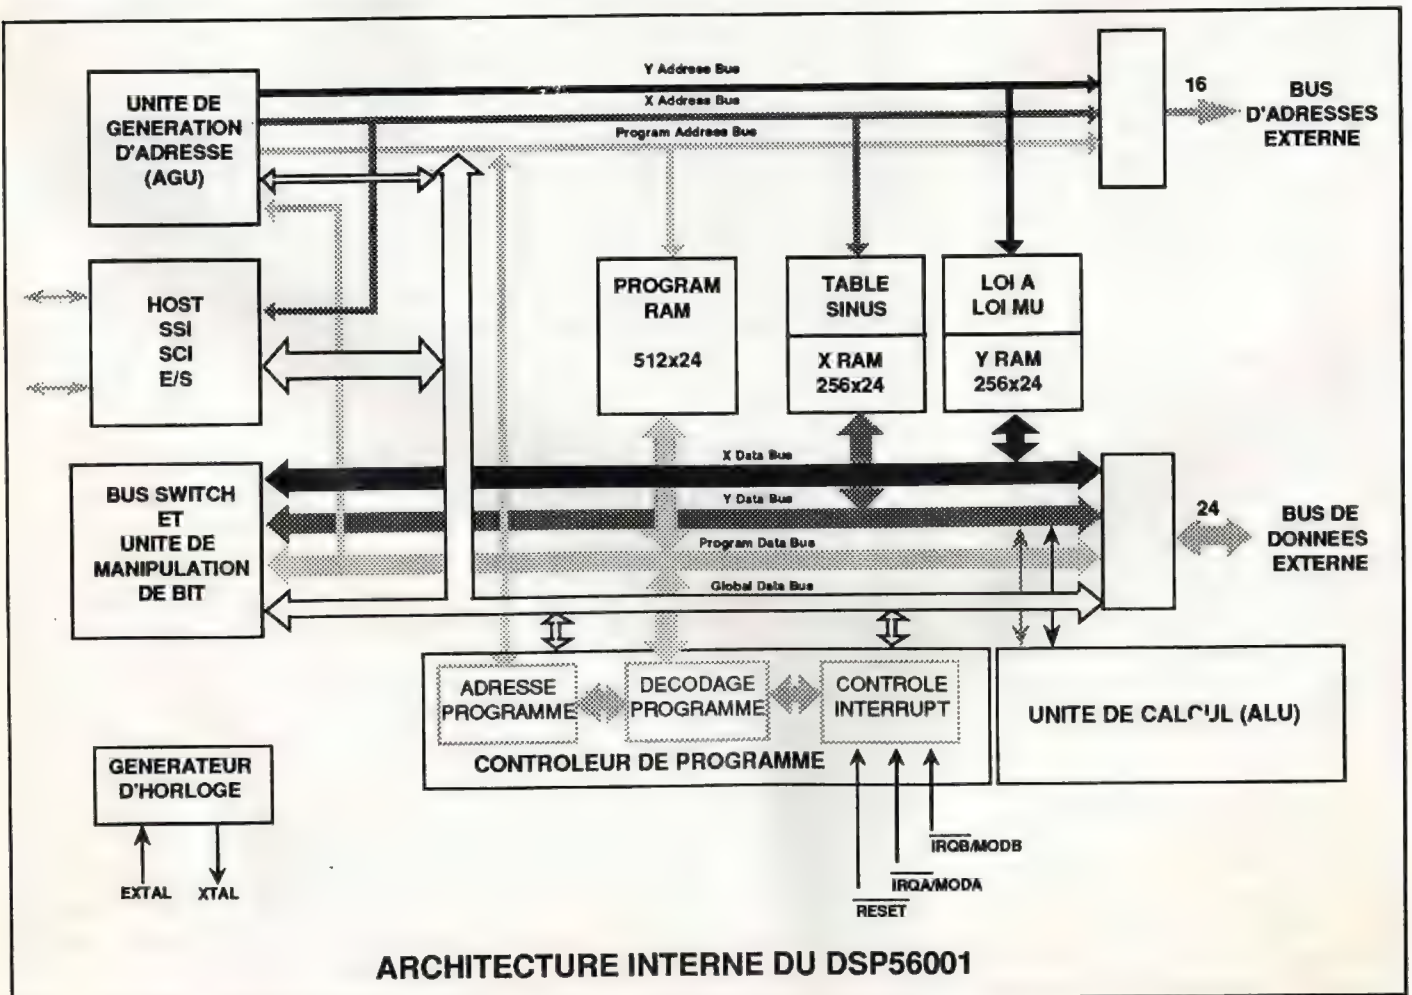 Y Address Bus
X Address Bus
Program Address Bus
UNITE DE
GENERATION
D'ADRESSE
(AGU)
16
BUS
D'ADRESSES
EXTERNE
HOST
SSI
SCI
E/S
PROGRAM
RAM
512x24
TABLE
SINUS
X RAM
256x24
LOI A
LOI MU
Y RAM
256x24
BUS SWITCH
ET
UNITE DE
MANIPULATION
DE BIT
X Data Bus
Y Data Bus
Program Data Bus
Global Data Bus
24
BUS DE
DONNEES
EXTERNE
ADRESSE
PROGRAMME
DECODAGE
PROGRAMME
CONTROLE
INTERRUPT
CONTROLEUR DE PROGRAMME
UNITE DE CALCUL (ALU)
GENERATEUR
D'HORLOGE
EXTAL
XTAL
IRQB/MODB
IRQA/MODA
RESET
ARCHITECTURE INTERNE DU DSP56001